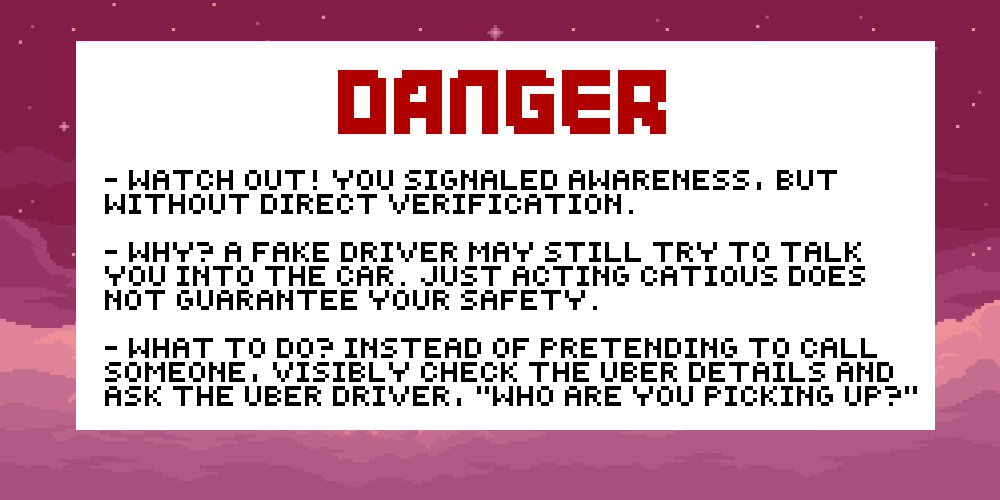 DANGER
- WATCH OUT! YOU SIGNALED AWARENESS, BUT
WITHOUT DIRECT VERIFICATION.
- WHY? A FAKE DRIVER MAY STILL TRY TO TALK
YOU INTO THE CAR. JUST ACTING CATIOUS DOES
NOT GUARANTEE YOUR SAFETY.
- WHAT TO DO? INSTEAD OF PRETENDING TO CALL
SOMEONE, VISIBLY CHECK THE UBER DETAILS AND
ASK THE UBER DRIVER, "WHO ARE YOU PICKING UP?"